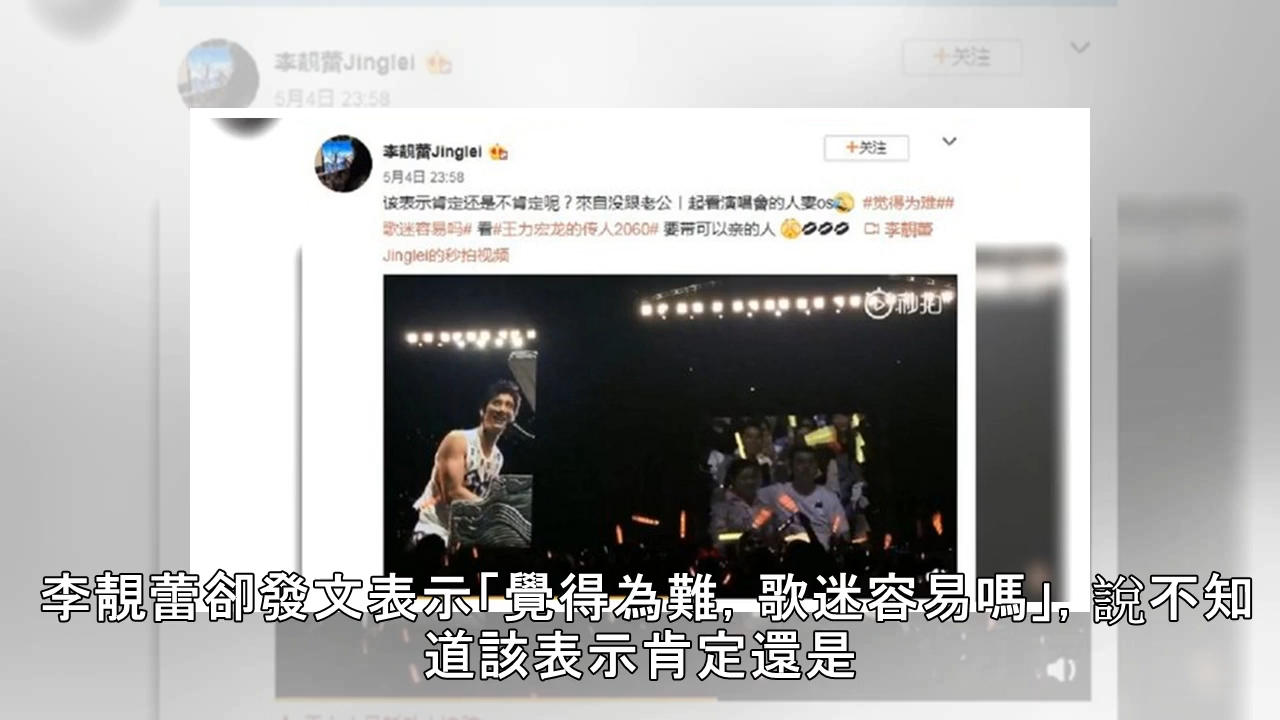 李靚蕾Jinglei
+关注
5月4日 23:58
李靚蕾Jinglei
+关注
5月4日 23:58
该表示肯定还是不肯定呢？來自没跟老公丨起看演唱會的人妻os #觉得为难##
歌迷容易吗# 看#王力宏龙的传人2060# 要带可以亲的人 李靚蕾
Jinglei的秒拍视频
秒拍
李靚蕾卻發文表示「覺得為難, 歌迷容易嗎」, 說不知
道該表示肯定還是